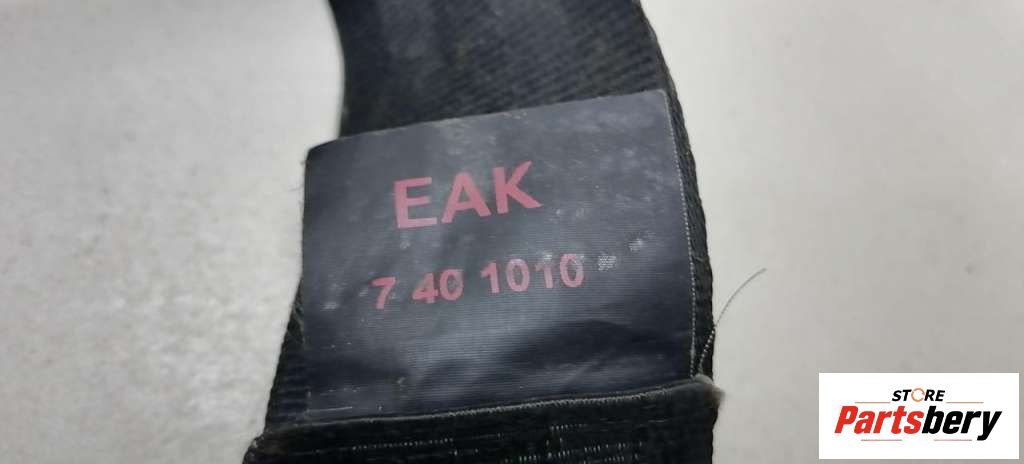 EAK
7 40 1010
STORE
Partsbery